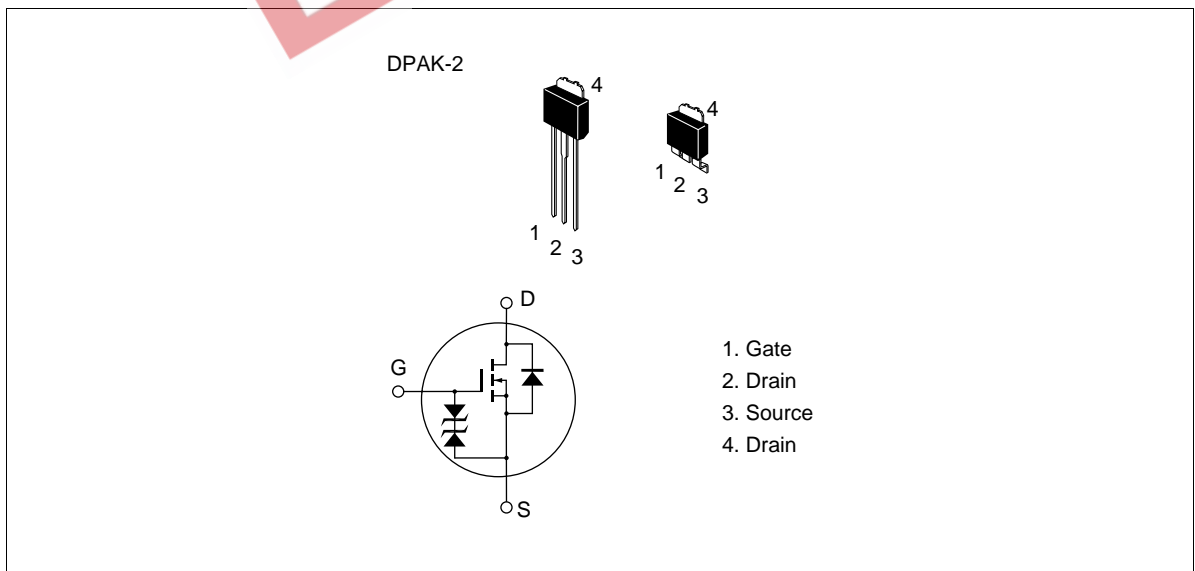 DPAK-2
4
4
1
2
3
1
2
3
D
G
S
1. Gate
2. Drain
3. Source
4. Drain